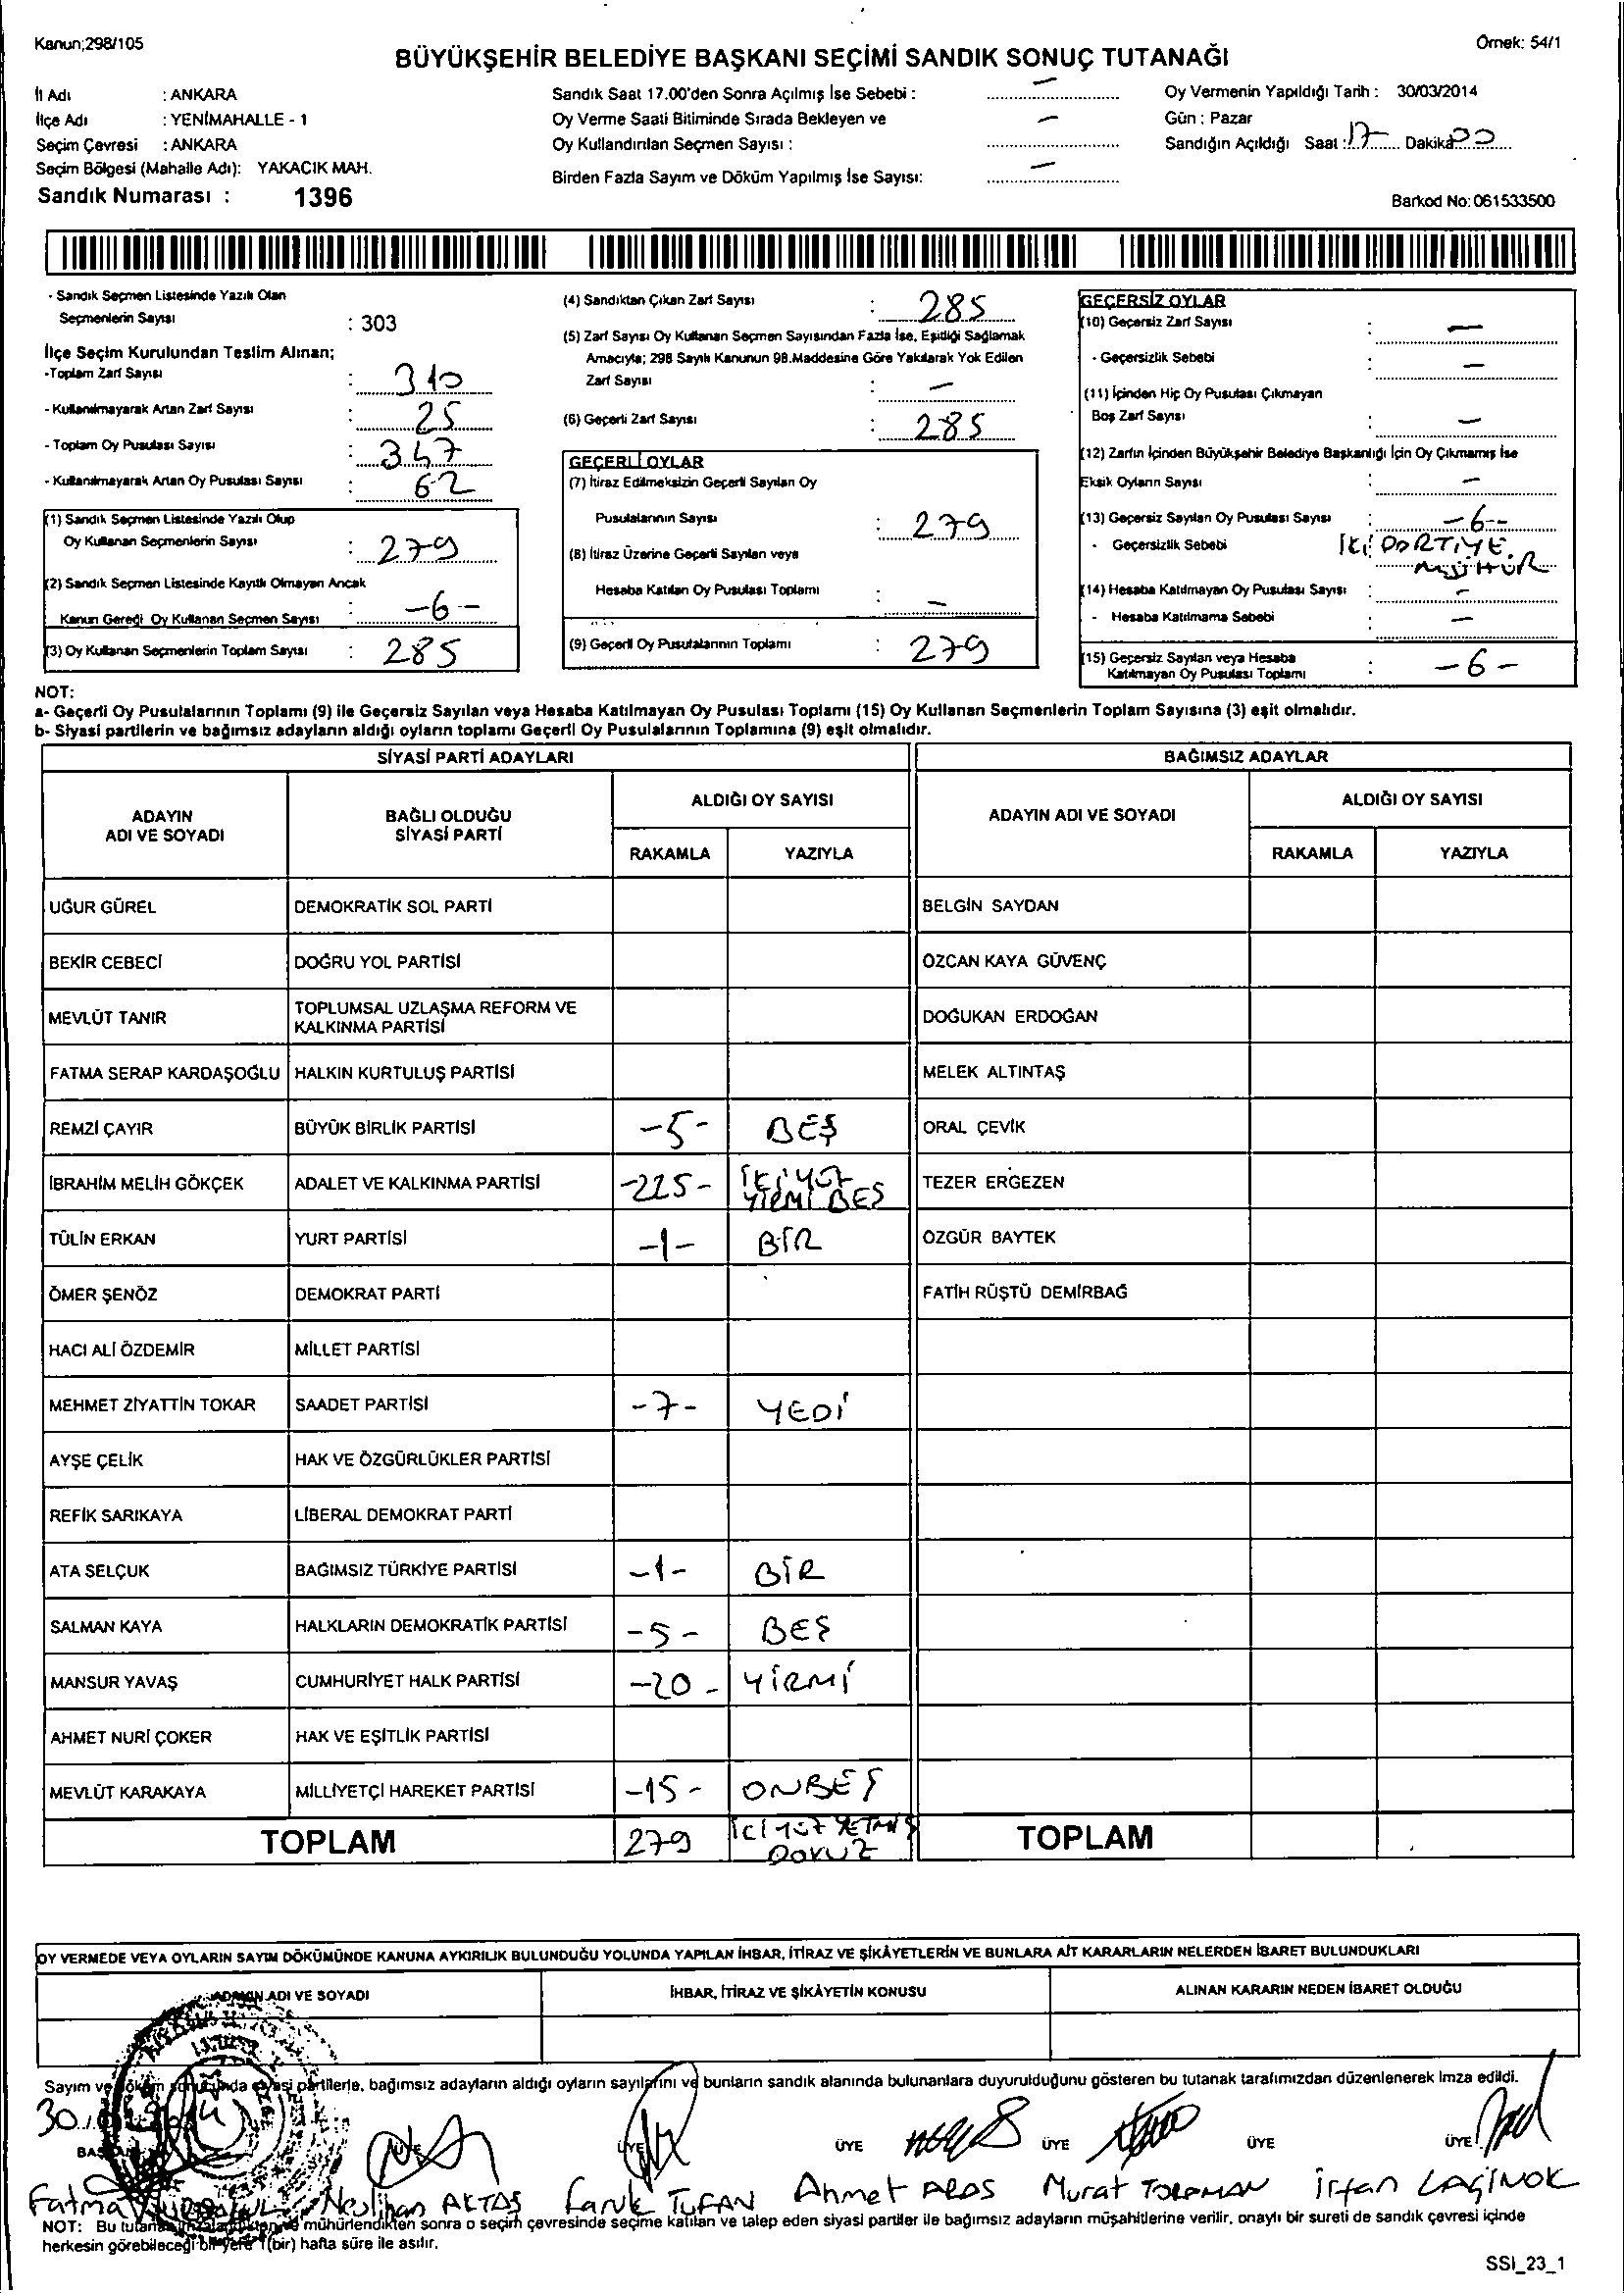 Kanun;298/105
Örnek: 54/1
BÜYÜKŞEHİR BELEDİYE BAŞKANI SEÇİMİ SANDIK SONUÇ TUTANAĞI
İl Adı : ANKARA
İlçe Adı : YENİMAHALLE - 1
Seçim Çevresi : ANKARA
Seçim Bölgesi (Mahalle Adı): YAKACIK MAH.
Sandık Numarası : 1396
Sandık Saat 17.00'den Sonra Açılmış İse Sebebi : —
Oy Verme Saati Bitiminde Sırada Bekleyen ve
Oy Kullandırılan Seçmen Sayısı : —
Birden Fazla Sayım ve Döküm Yapılmış İse Sayısı: —
Oy Vermenin Yapıldığı Tarih : 30/03/2014
Gün : Pazar
Sandığın Açıldığı Saat : 17 Dakika 00
Barkod No: 061533500
- Sandık Seçmen Listesinde Yazılı Olan
Seçmenlerin Sayısı : 303
İlçe Seçim Kurulundan Teslim Alınan;
-Toplam Zarf Sayısı : 310
- Kullanılmayarak Artan Zarf Sayısı : 25
- Toplam Oy Pusulası Sayısı : 347
- Kullanılmayarak Artan Oy Pusulası Sayısı : 62
(1) Sandık Seçmen Listesinde Yazılı Olup
Oy Kullanan Seçmenlerin Sayısı : 279
(2) Sandık Seçmen Listesinde Kayıtlı Olmayan Ancak
Kanun Gereği Oy Kullanan Seçmen Sayısı : -6-
(3) Oy Kullanan Seçmenlerin Toplam Sayısı : 285
(4) Sandıktan Çıkan Zarf Sayısı : 285
(5) Zarf Sayısı Oy Kullanan Seçmen Sayısından Fazla İse, Eşitliği Sağlamak
Amacıyla; 298 Sayılı Kanunun 98.Maddesine Göre Yakılarak Yok Edilen
Zarf Sayısı : —
(6) Geçerli Zarf Sayısı : 285
GEÇERLİ OYLAR
(7) İtiraz Edilmeksizin Geçerli Sayılan Oy
Pusulalarının Sayısı : 279
(8) İtiraz Üzerine Geçerli Sayılan veya
Hesaba Katılan Oy Pusulası Toplamı : —
(9) Geçerli Oy Pusulalarının Toplamı : 279
GEÇERSİZ OYLAR
(10) Geçersiz Zarf Sayısı : —
- Geçersizlik Sebebi : —
(11) İçinden Hiç Oy Pusulası Çıkmayan
Boş Zarf Sayısı : —
(12) Zarfın İçinden Büyükşehir Belediye Başkanlığı İçin Oy Çıkmamış İse
Eksik Oyların Sayısı : —
(13) Geçersiz Sayılan Oy Pusulası Sayısı : -6-
- Geçersizlik Sebebi : İKİ PARTİYE
MÜHÜR
(14) Hesaba Katılmayan Oy Pusulası Sayısı : —
- Hesaba Katılmama Sebebi : —
(15) Geçersiz Sayılan veya Hesaba
Katılmayan Oy Pusulası Toplamı : -6-
NOT:
a- Geçerli Oy Pusulalarının Toplamı (9) ile Geçersiz Sayılan veya Hesaba Katılmayan Oy Pusulası Toplamı (15) Oy Kullanan Seçmenlerin Toplam Sayısına (3) eşit olmalıdır.
b- Siyasi partilerin ve bağımsız adayların aldığı oyların toplamı Geçerli Oy Pusulalarının Toplamına (9) eşit olmalıdır.
SİYASİ PARTİ ADAYLARI BAĞIMSIZ ADAYLAR
ADAYIN ADI VE SOYADI BAĞLI OLDUĞU SİYASİ PARTİ ALDIĞI OY SAYISI ADAYIN ADI VE SOYADI ALDIĞI OY SAYISI
RAKAMLA YAZIYLA RAKAMLA YAZIYLA
UĞUR GÜREL DEMOKRATİK SOL PARTİ BELGİN SAYDAN
BEKİR CEBECİ DOĞRU YOL PARTİSİ ÖZCAN KAYA GÜVENÇ
MEVLÜT TANIR TOPLUMSAL UZLAŞMA REFORM VE KALKINMA PARTİSİ DOĞUKAN ERDOĞAN
FATMA SERAP KARDAŞOĞLU HALKIN KURTULUŞ PARTİSİ MELEK ALTINTAŞ
REMZİ ÇAYIR BÜYÜK BİRLİK PARTİSİ -5- BEŞ ORAL ÇEVİK
İBRAHİM MELİH GÖKÇEK ADALET VE KALKINMA PARTİSİ -225- İKİYÜZ YİRMİ BEŞ TEZER ERGEZEN
TÜLİN ERKAN YURT PARTİSİ -1- BİR ÖZGÜR BAYTEK
ÖMER ŞENÖZ DEMOKRAT PARTİ FATİH RÜŞTÜ DEMİRBAĞ
HACI ALİ ÖZDEMİR MİLLET PARTİSİ
MEHMET ZİYATTİN TOKAR SAADET PARTİSİ -7- YEDİ
AYŞE ÇELİK HAK VE ÖZGÜRLÜKLER PARTİSİ
REFİK SARIKAYA LİBERAL DEMOKRAT PARTİ
ATA SELÇUK BAĞIMSIZ TÜRKİYE PARTİSİ -1- BİR
SALMAN KAYA HALKLARIN DEMOKRATİK PARTİSİ -5- BEŞ
MANSUR YAVAŞ CUMHURİYET HALK PARTİSİ -20- YİRMİ
AHMET NURİ ÇOKER HAK VE EŞİTLİK PARTİSİ
MEVLÜT KARAKAYA MİLLİYETÇİ HAREKET PARTİSİ -15- ONBEŞ
TOPLAM 279 İKİYÜZ YETMİŞ DOKUZ TOPLAM
OY VERMEDE VEYA OYLARIN SAYIM DÖKÜMÜNDE KANUNA AYKIRILIK BULUNDUĞU YOLUNDA YAPILAN İHBAR, İTİRAZ VE ŞİKÂYETLERİN VE BUNLARA AİT KARARLARIN NELERDEN İBARET BULUNDUKLARI
ADI VE SOYADI İHBAR, İTİRAZ VE ŞİKÂYETİN KONUSU ALINAN KARARIN NEDEN İBARET OLDUĞU
Sayım ve döküm sonucunda siyasi partilerle, bağımsız adayların aldığı oyların sayılarını ve bunların sandık alanında bulunanlara duyurulduğunu gösteren bu tutanak tarafımızdan düzenlenerek imza edildi.
30
ÜYE ÜYE ÜYE ÜYE ÜYE ÜYE
Fatma Neslihan AKTAŞ Faruk TUFAN Ahmet ARAS Murat TORAMAN İrfan LAÇINOK
NOT: Bu tutanak mühürlendikten sonra o seçim çevresinde seçime katılan ve talep eden siyasi partiler ile bağımsız adayların müşahitlerine verilir, onaylı bir sureti de sandık çevresi içinde
herkesin görebileceği bir yere 1(bir) hafta süre ile asılır.
SSI_23_1